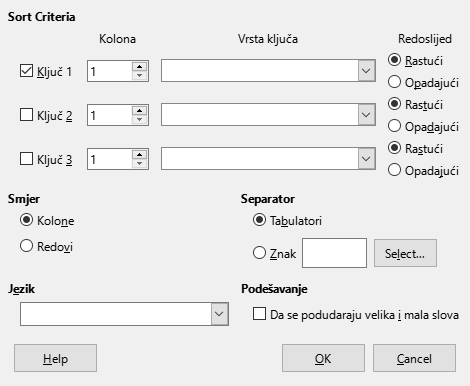 Sort Criteria
Kolona Vrsta ključa Redoslijed
Ključ 1 1 Rastući
Opadajući
Ključ 2 1 Rastući
Opadajući
Ključ 3 1 Rastući
Opadajući
Smjer Separator
Kolone Tabulatori
Redovi Znak Select...
Jezik Podešavanje
Da se podudaraju velika i mala slova
Help OK Cancel